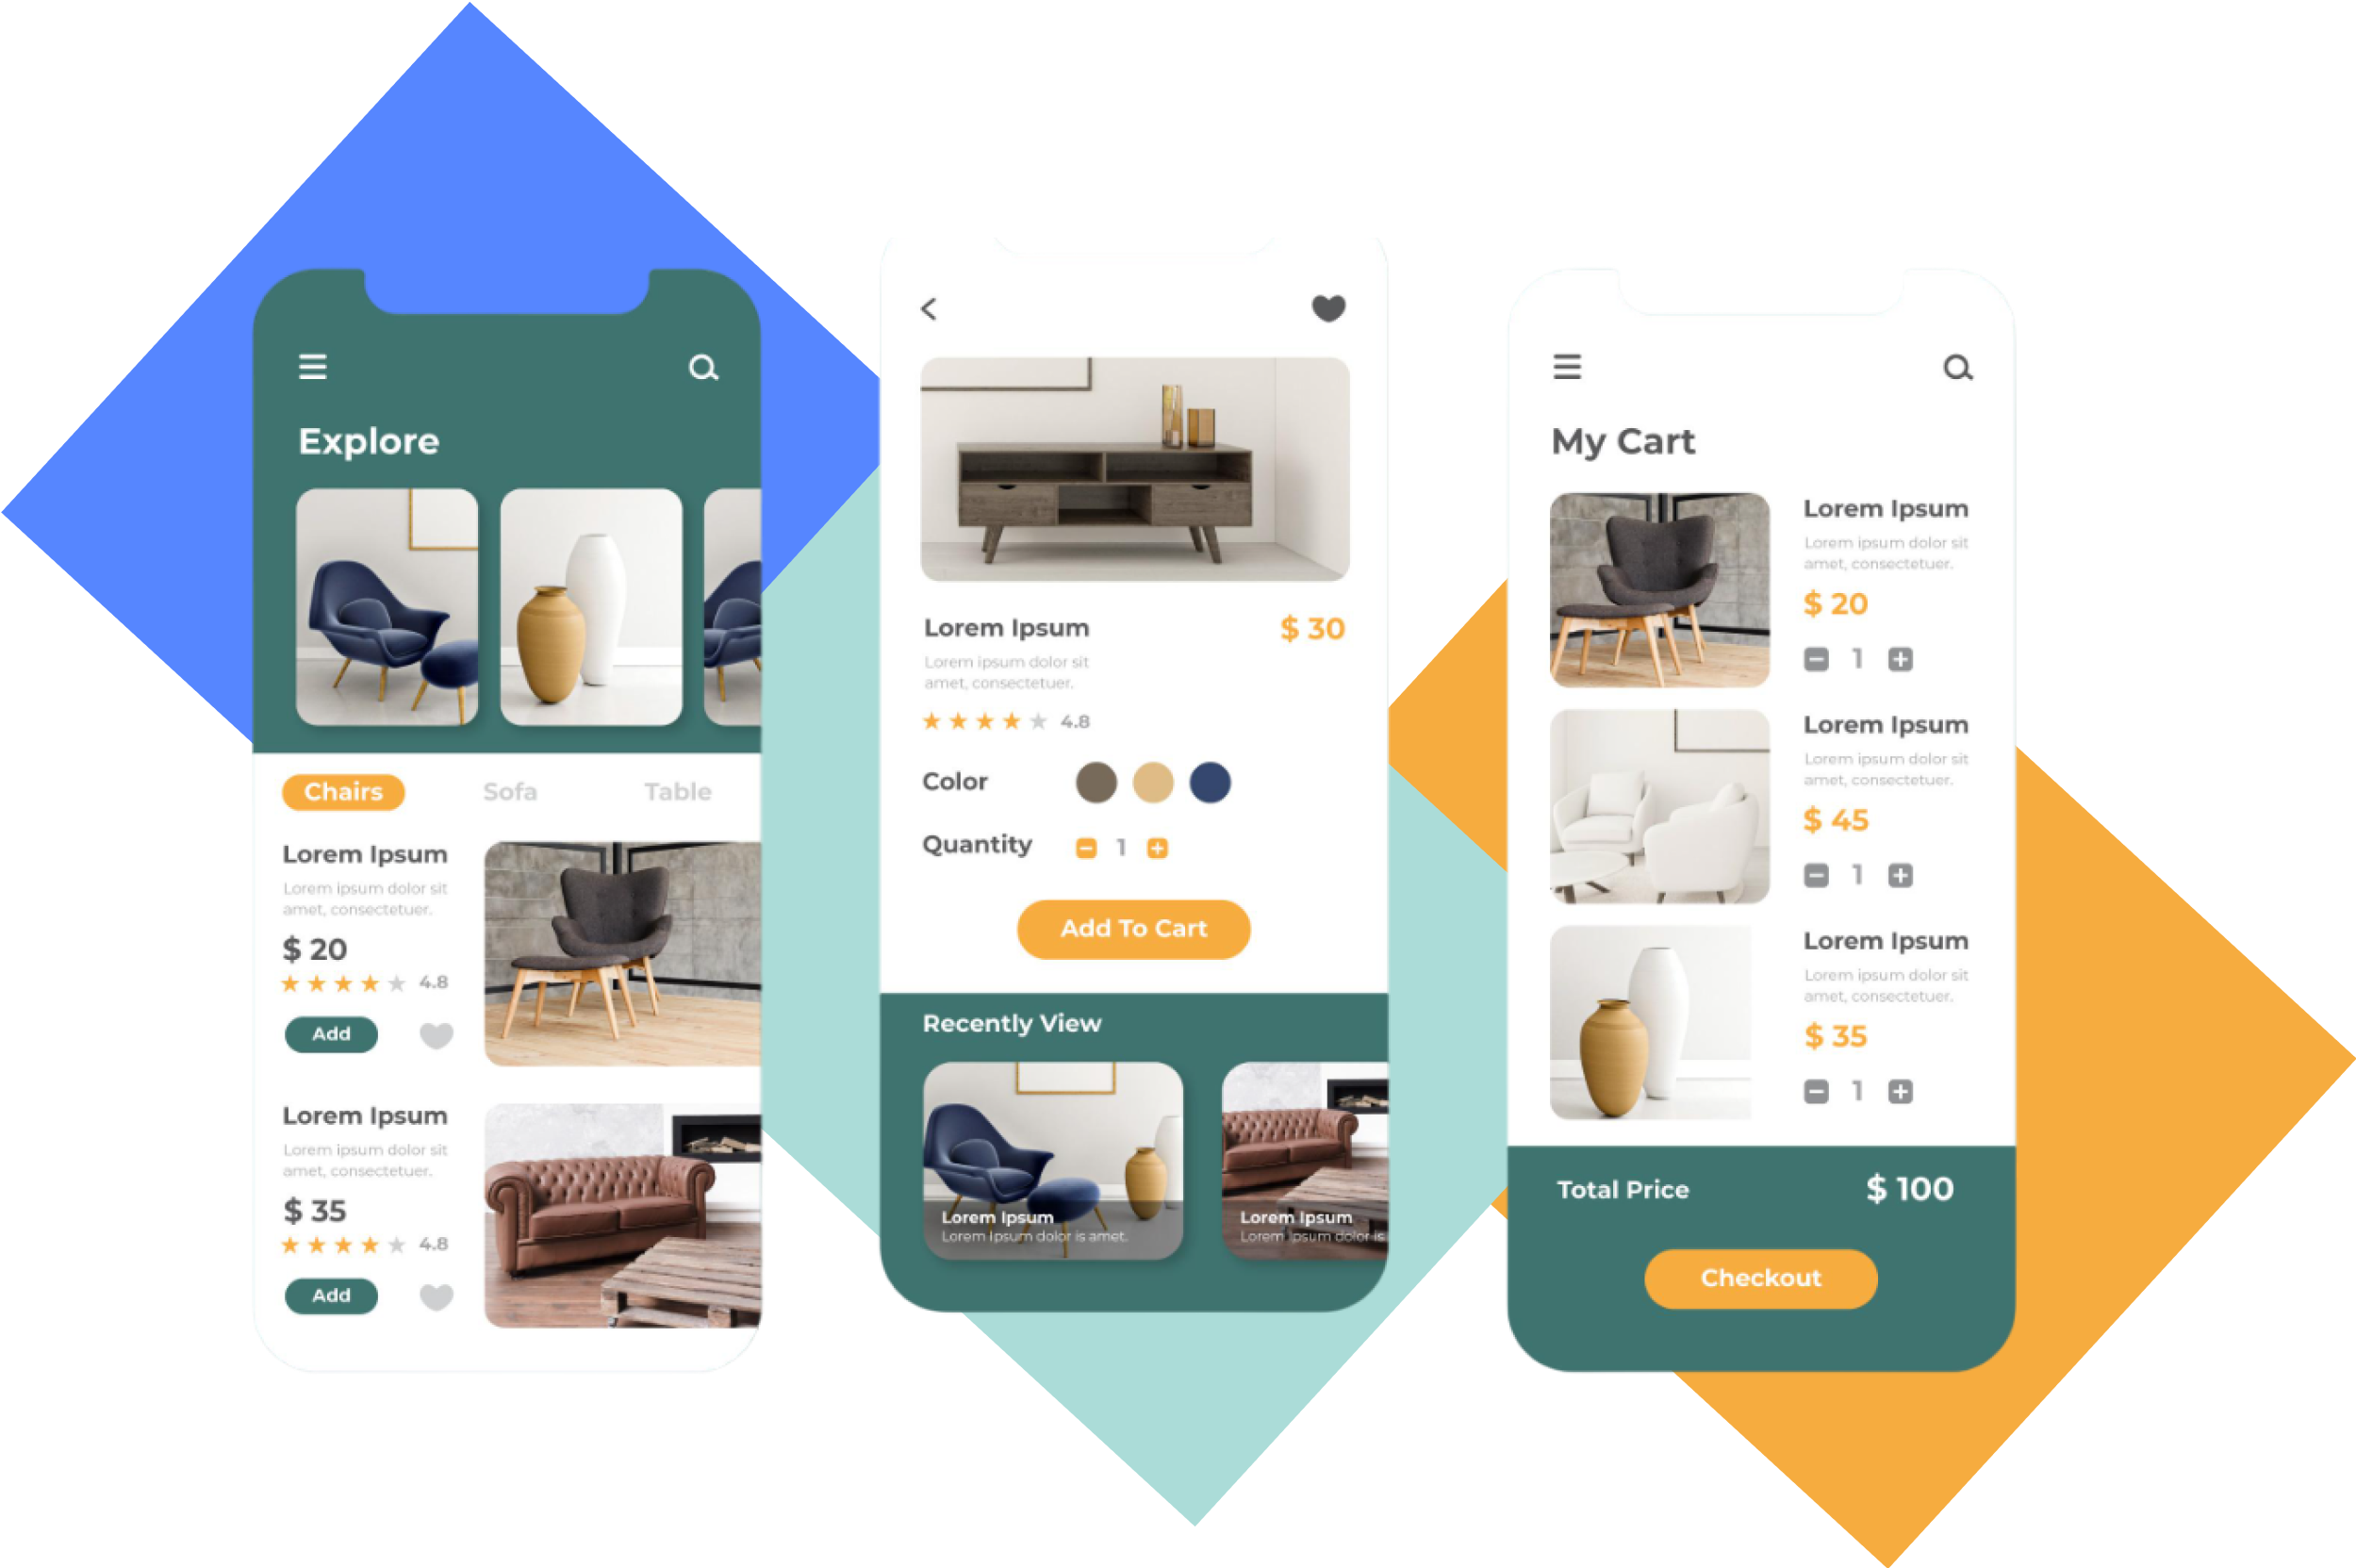 Explore
Chairs
Sofa
Table
Lorem Ipsum
Lorem ipsum dolor sit
amet, consectetuer.
$ 20
4.8
Add
Lorem Ipsum
Lorem ipsum dolor sit
amet, consectetuer.
$ 35
4.8
Add
Lorem Ipsum
$ 30
Lorem ipsum dolor sit
amet, consectetuer.
4.8
Color
Quantity
1
Add To Cart
Recently View
Lorem Ipsum
Lorem Ipsum dolor is amet.
Lorem Ipsum
Lorem Ipsum dolor is
My Cart
Lorem Ipsum
Lorem ipsum dolor sit
amet, consectetuer.
$ 20
1
Lorem Ipsum
Lorem ipsum dolor sit
amet, consectetuer.
$ 45
1
Lorem Ipsum
Lorem ipsum dolor sit
amet, consectetuer.
$ 35
1
Total Price
$ 100
Checkout